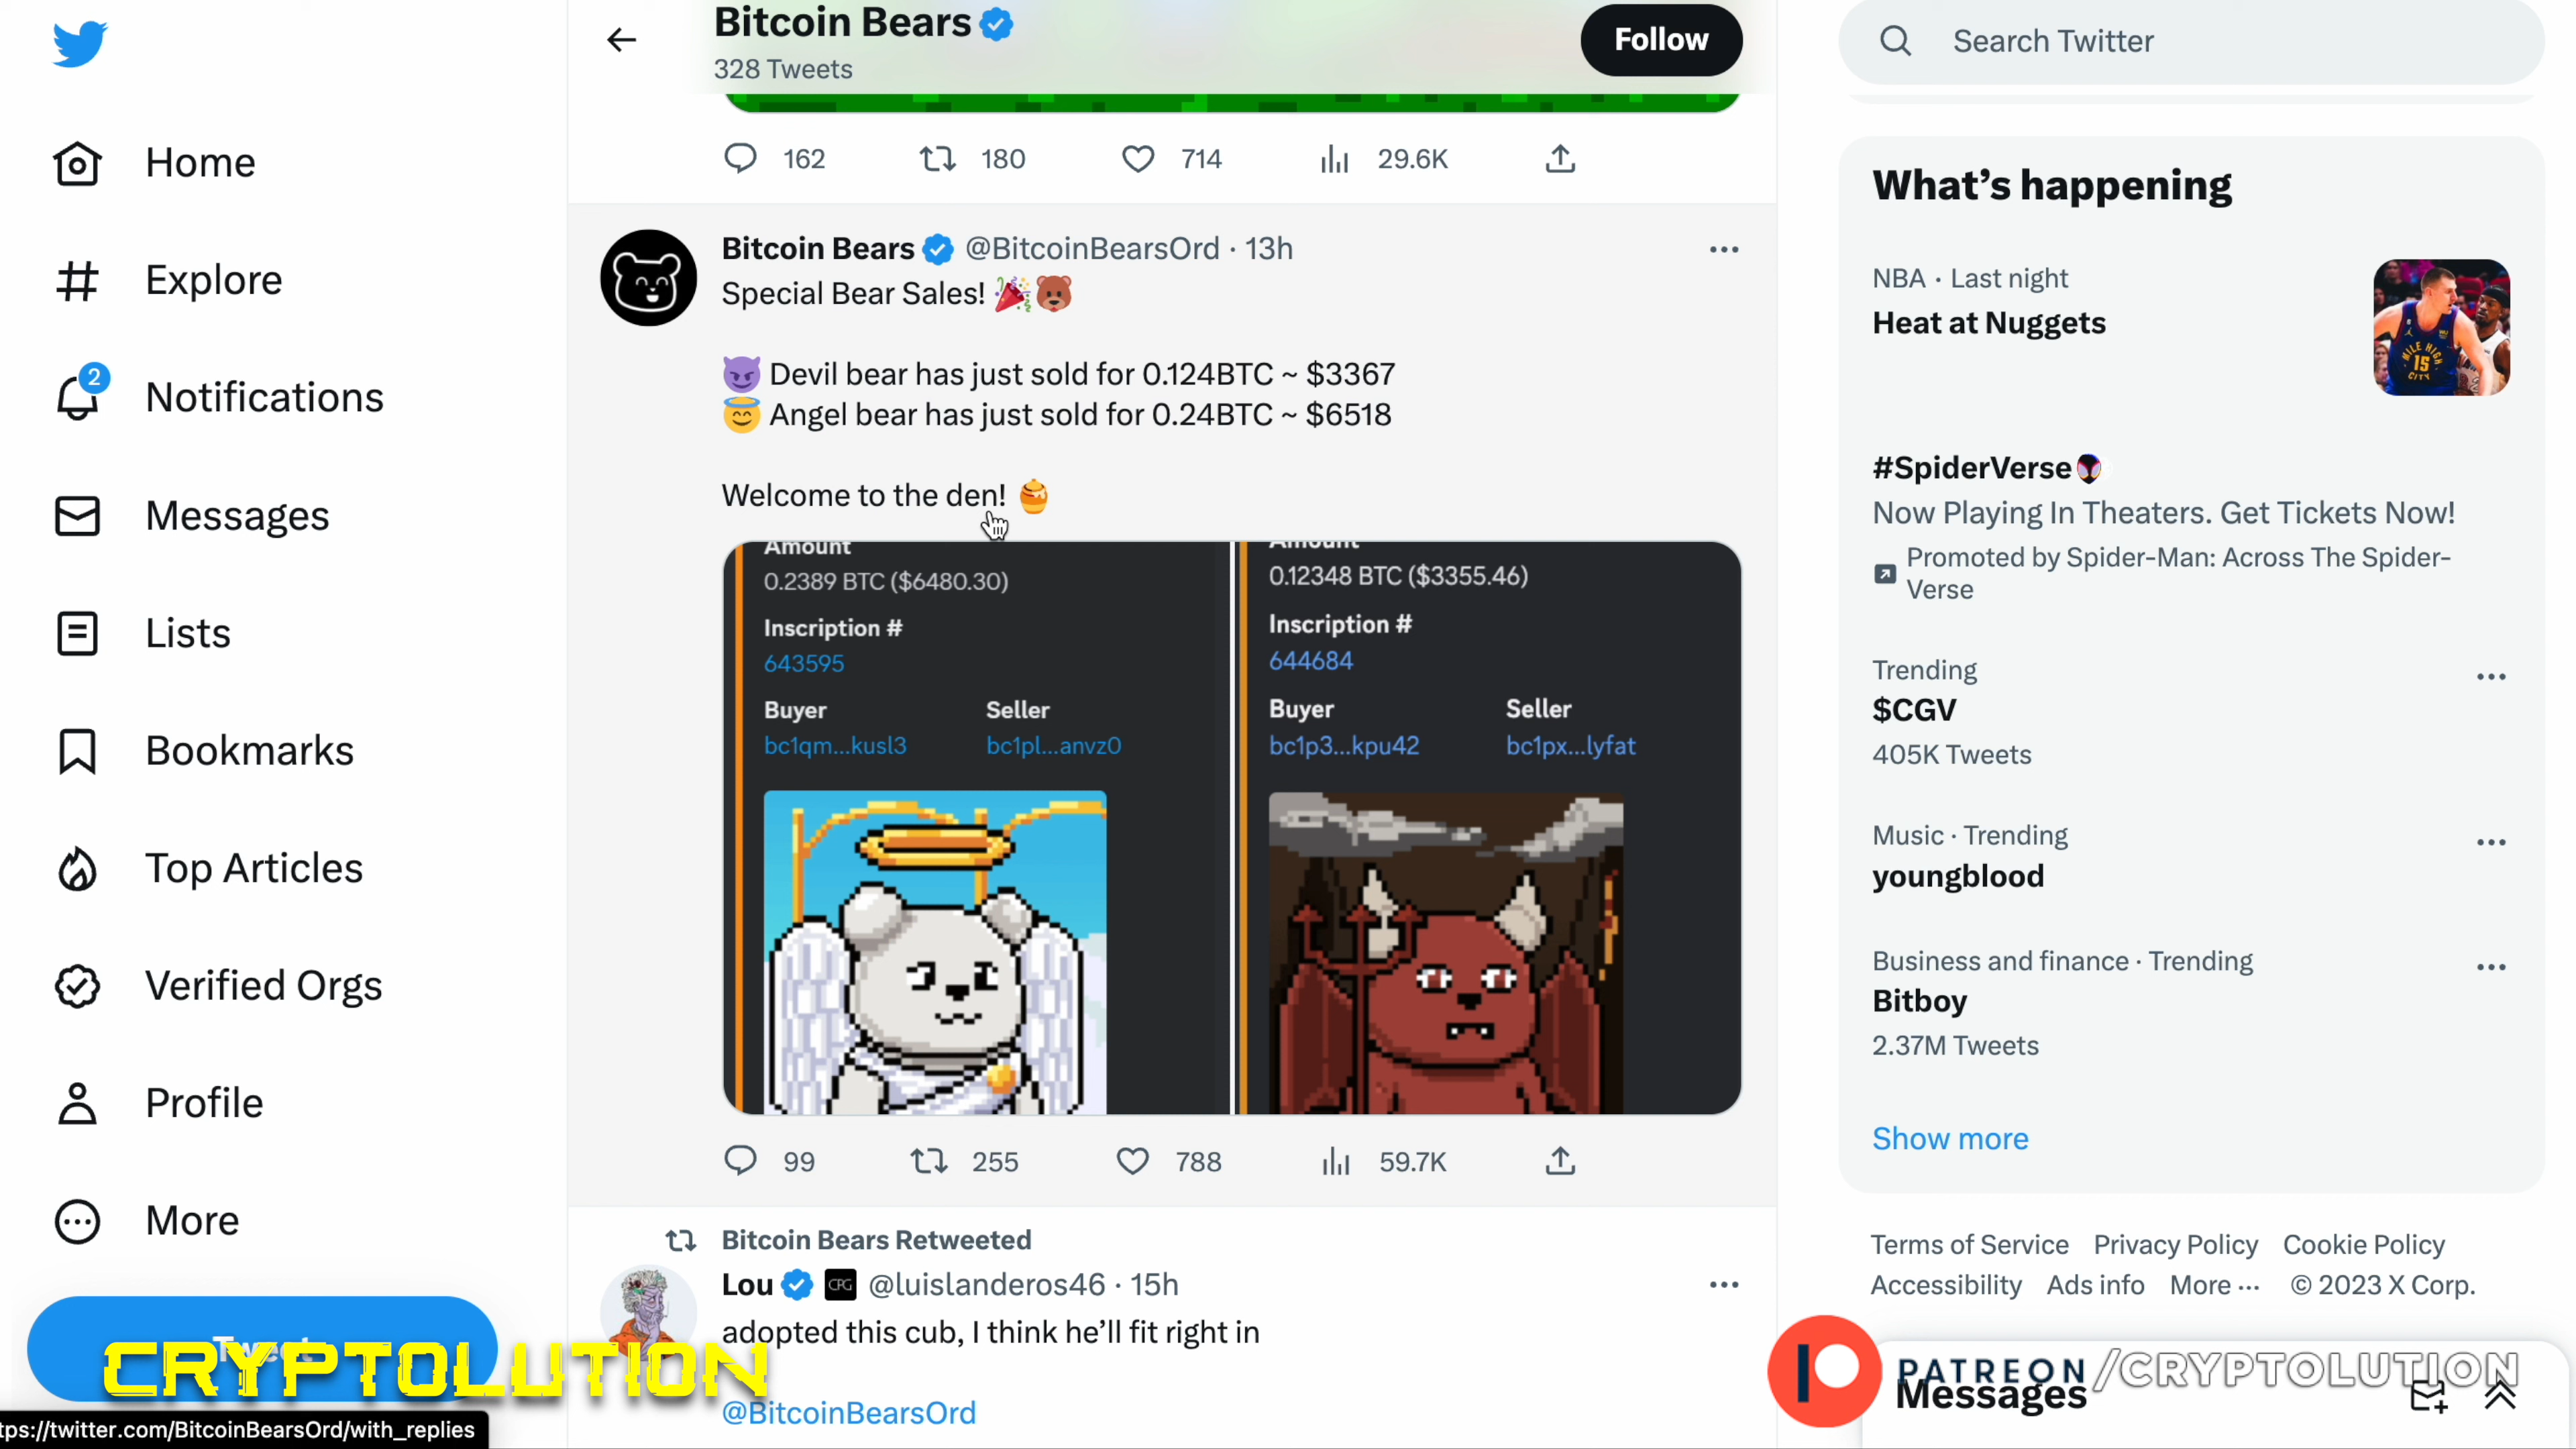 Home
Explore
2
Notifications
Messages
Lists
Bookmarks
Top Articles
Verified Orgs
Profile
More
Tweet
CRYPTOLUTION
tps://twitter.com/BitcoinBearsOrd/with_replies
Bitcoin Bears
328 Tweets
Follow
162 180 714 29.6K
Bitcoin Bears @BitcoinBearsOrd · 13h
Special Bear Sales! 🎉🐻
😈 Devil bear has just sold for 0.124BTC ~ $3367
😇 Angel bear has just sold for 0.24BTC ~ $6518
Welcome to the den! 🍯
Amount
0.2389 BTC ($6480.30)
Inscription #
643595
Buyer Seller
bc1qm...kusl3 bc1pl...anvz0
Amount
0.12348 BTC ($3355.46)
Inscription #
644684
Buyer Seller
bc1p3...kpu42 bc1px...lyfat
99 255 788 59.7K
Bitcoin Bears Retweeted
Lou CPG @luislanderos46 · 15h
adopted this cub, I think he'll fit right in
@BitcoinBearsOrd
Search Twitter
What's happening
NBA · Last night
Heat at Nuggets
MILE HIGH
15
CITY
#SpiderVerse
Now Playing In Theaters. Get Tickets Now!
Promoted by Spider-Man: Across The Spider-
Verse
Trending
$CGV
405K Tweets
Music · Trending
youngblood
Business and finance · Trending
Bitboy
2.37M Tweets
Show more
Terms of Service Privacy Policy Cookie Policy
Accessibility Ads info More ··· © 2023 X Corp.
PATREON/CRYPTOLUTION
Messages